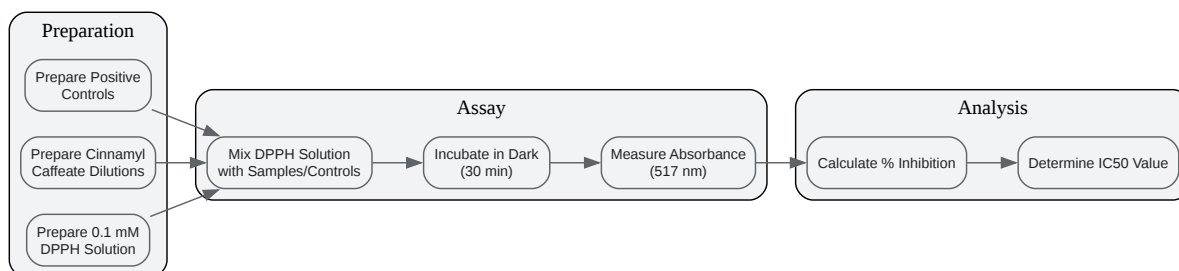 Preparation
Prepare Positive
Controls
Prepare Cinnamyl
Caffeate Dilutions
Prepare 0.1 mM
DPPH Solution
Assay
Mix DPPH Solution
with Samples/Controls
Incubate in Dark
(30 min)
Measure Absorbance
(517 nm)
Analysis
Calculate % Inhibition
Determine IC50 Value